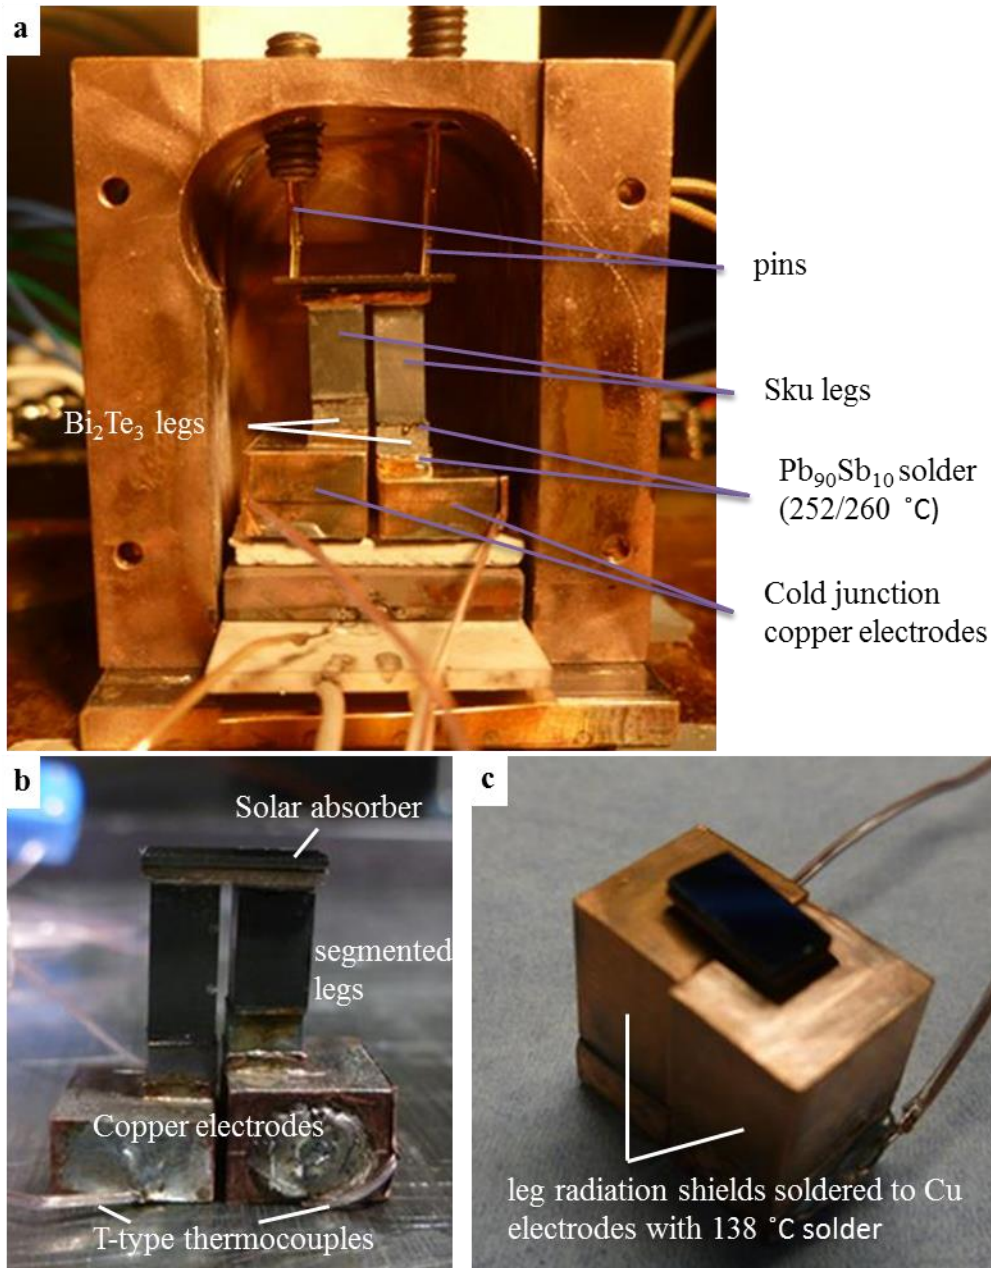 a
pins
Sku legs
Bi₂Te₃ legs
Pb₉₀Sb₁₀ solder
(252/260 ˚C)
Cold junction
copper electrodes
b
Solar absorber
segmented
legs
Copper electrodes
T-type thermocouples
c
leg radiation shields soldered to Cu
electrodes with 138 ˚C solder